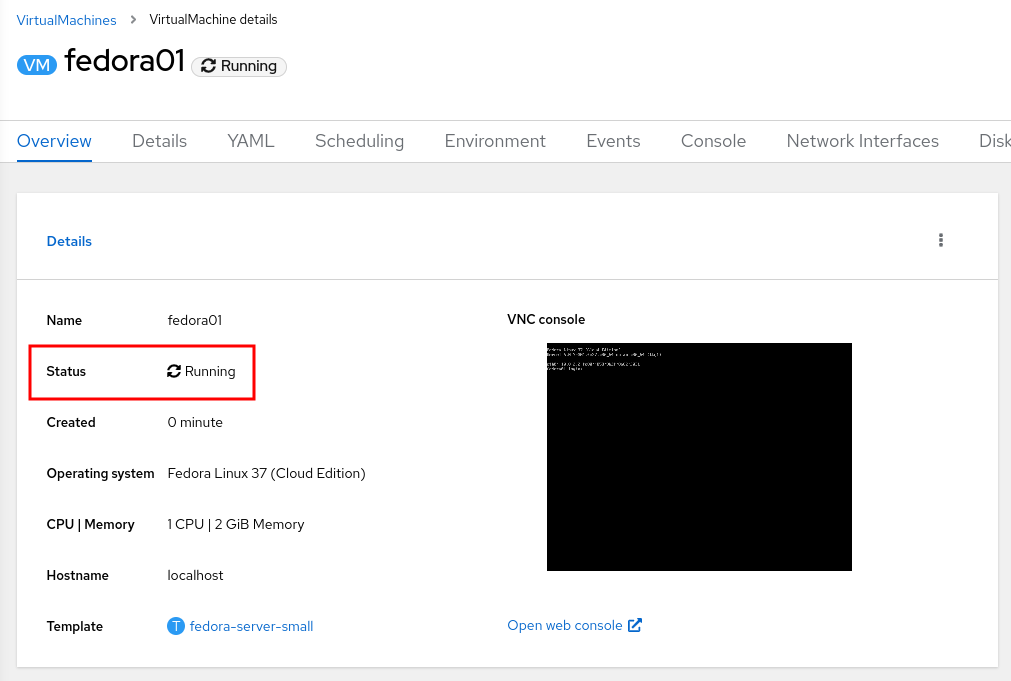 VirtualMachines > VirtualMachine details
VM fedora01 Running
Overview Details YAML Scheduling Environment Events Console Network Interfaces Disk
Details
Name fedora01
VNC console
Status Running
Created 0 minute
Operating system Fedora Linux 37 (Cloud Edition)
CPU | Memory 1 CPU | 2 GiB Memory
Hostname localhost
Template T fedora-server-small
Open web console